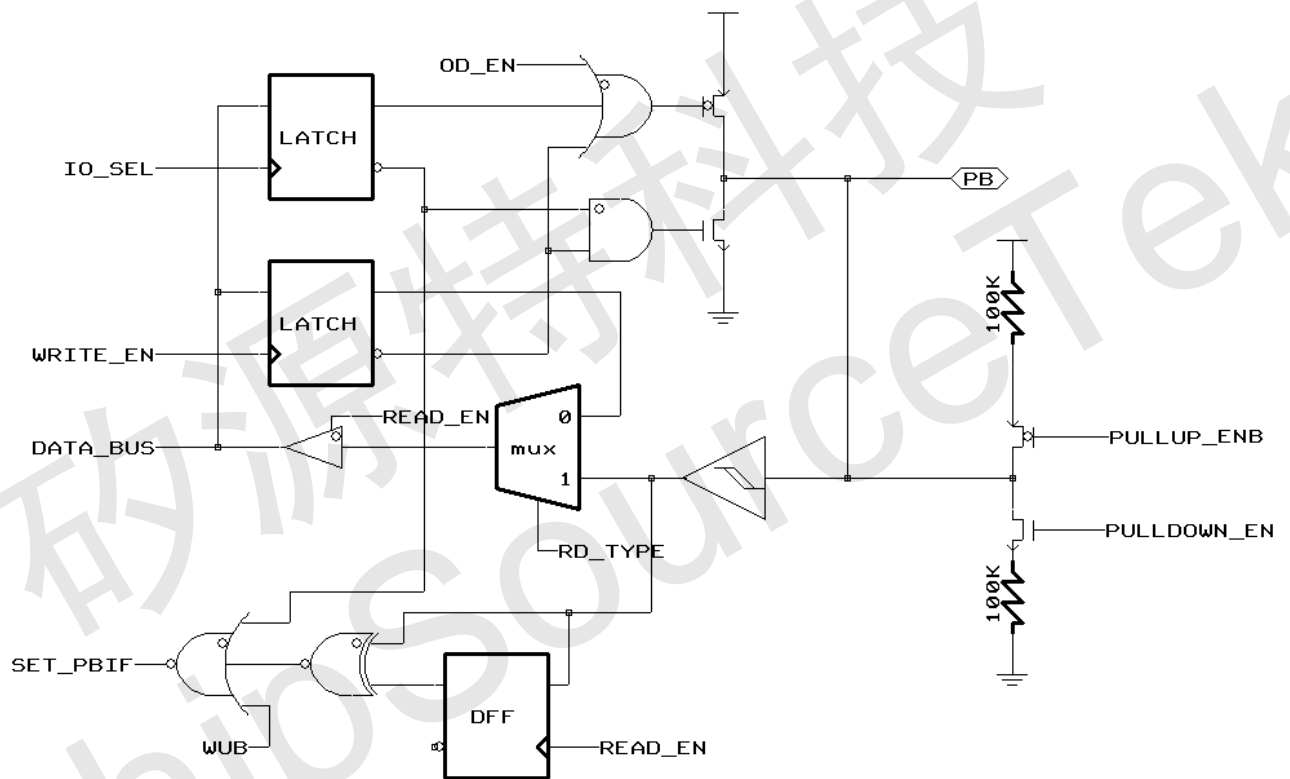 OD_EN
LATCH
IO_SEL
PB
100K
LATCH
WRITE_EN
READ_EN
0
DATA_BUS
mux
PULLUP_ENB
1
PULLDOWN_EN
RD_TYPE
100K
SET_PBIF
DFF
WUB
READ_EN
矽源特科技
ChipSourceTek